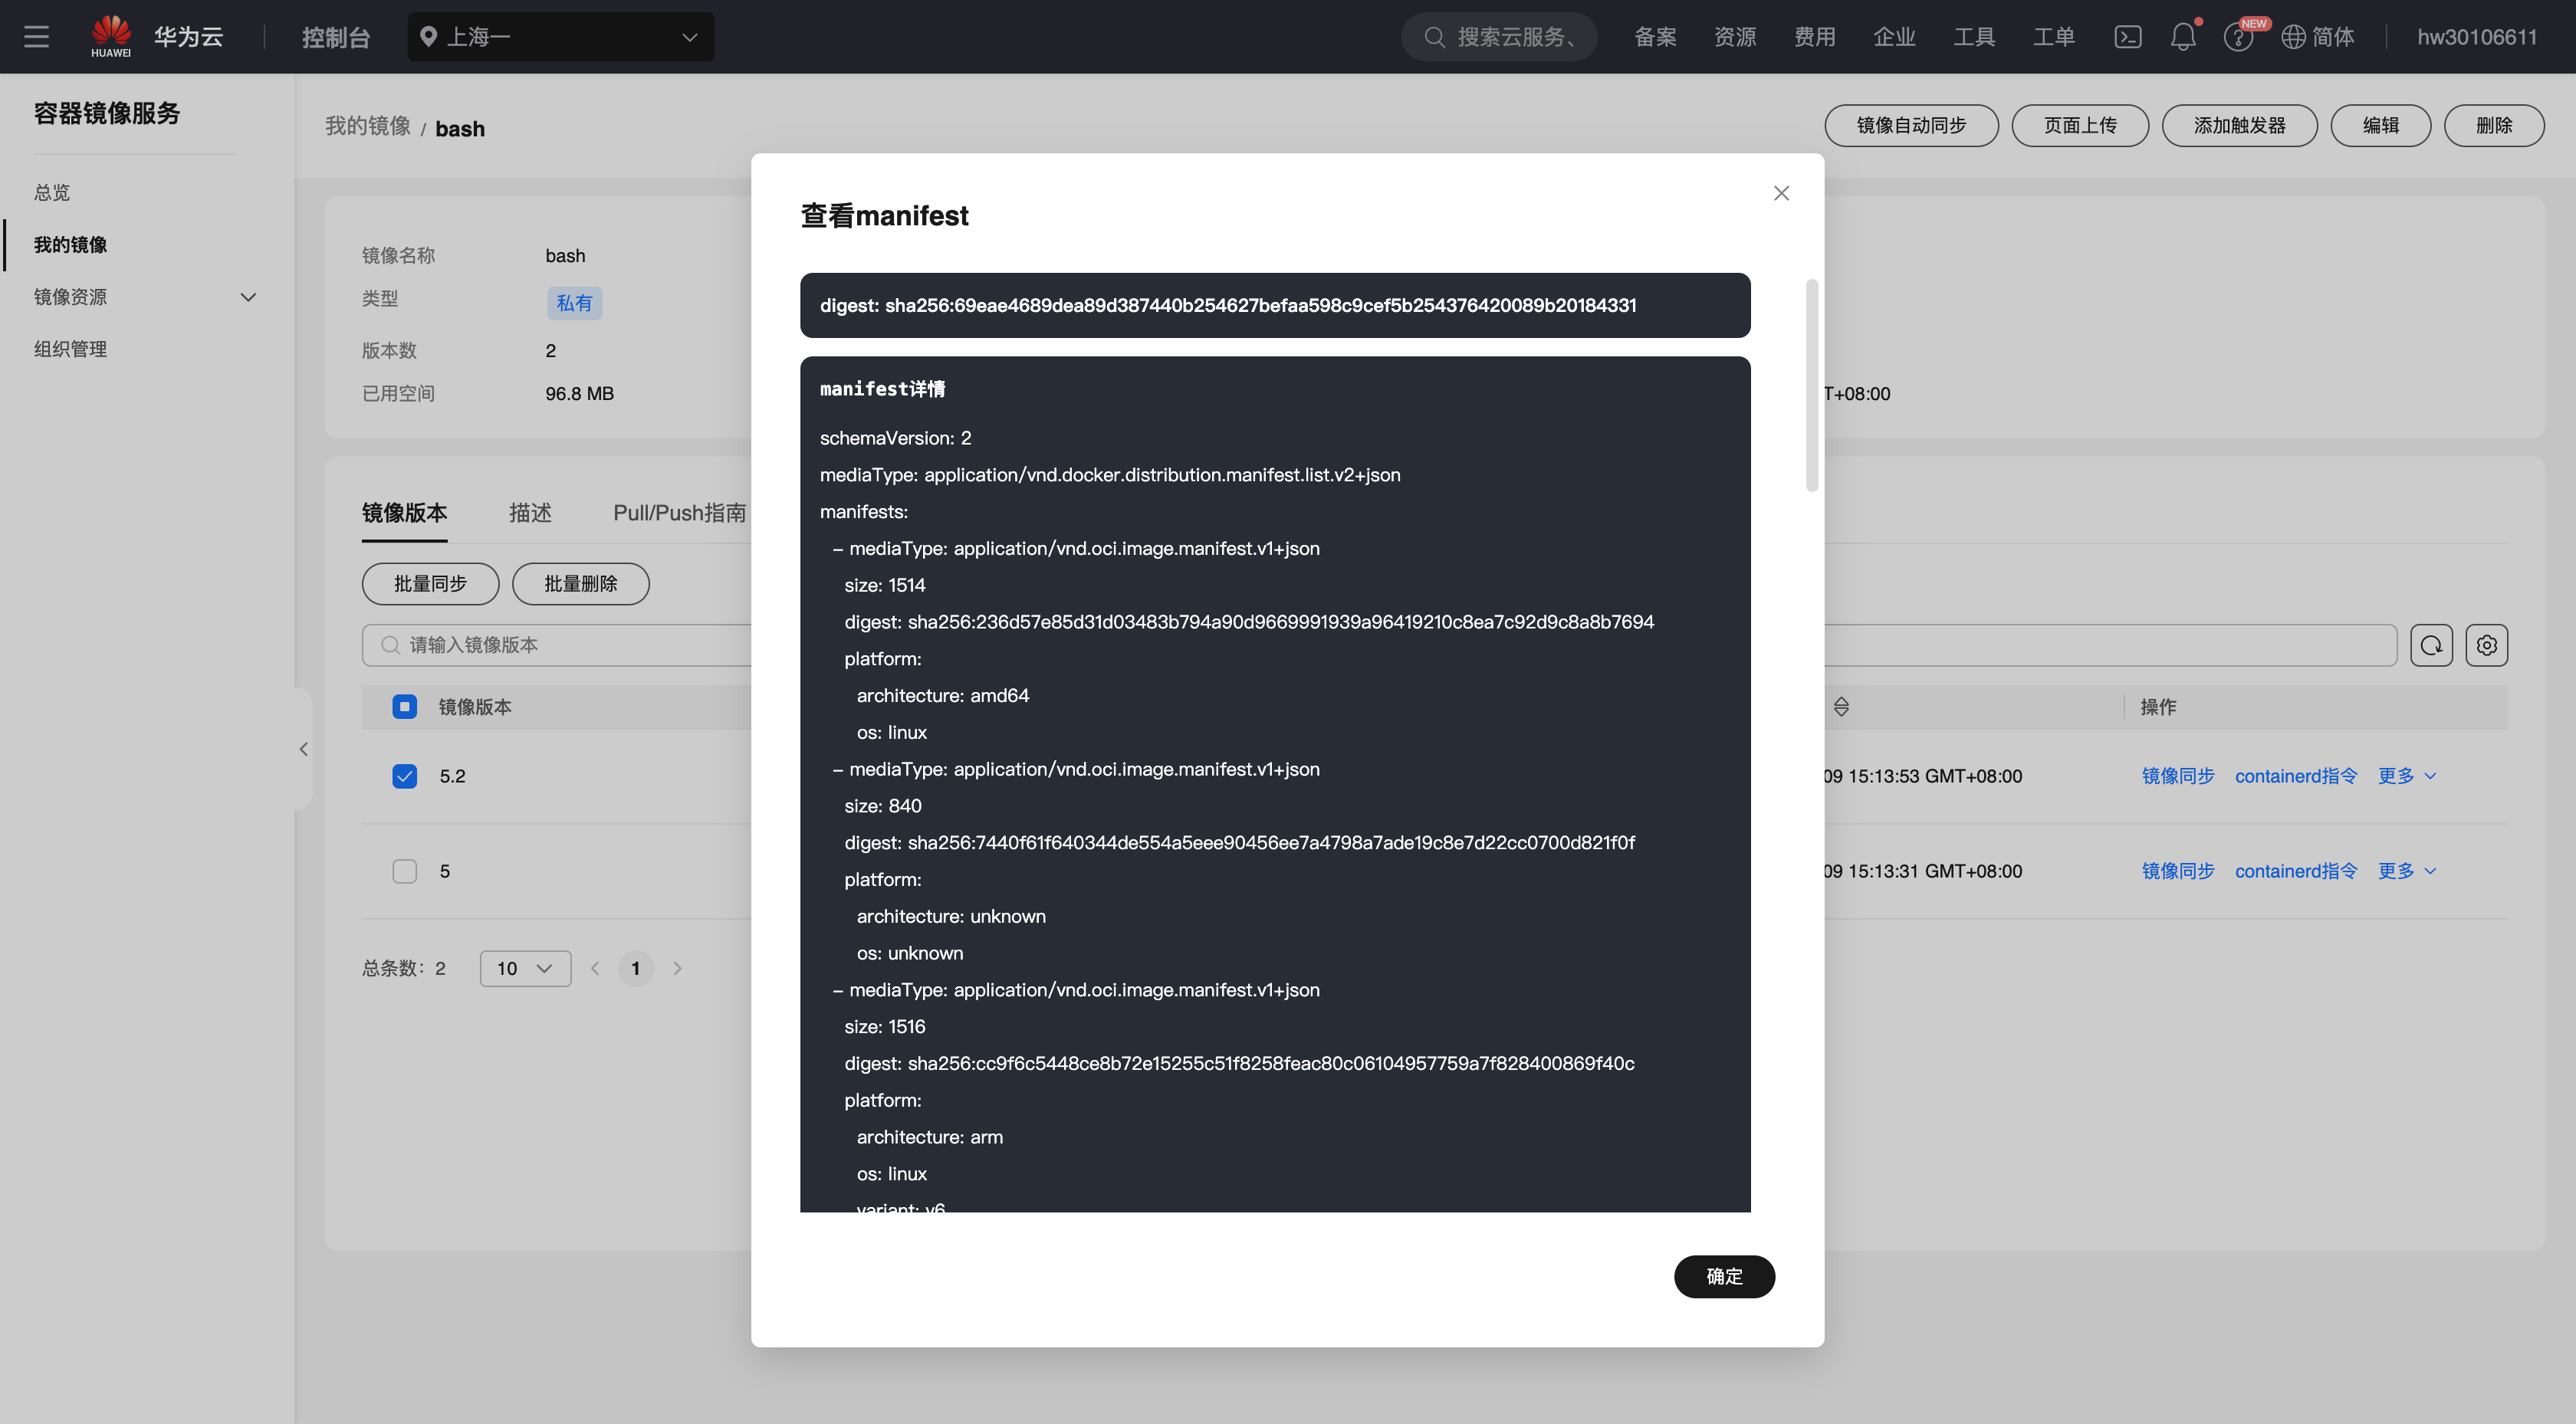 HUAWEI
华为云
控制台
上海一
搜索云服务、
备案
资源
费用
企业
工具
工单
NEW
简体
hw30106611
容器镜像服务
总览
我的镜像
镜像资源
组织管理
我的镜像 / bash
镜像自动同步
页面上传
添加触发器
编辑
删除
镜像名称 bash
类型 私有
版本数 2
已用空间 96.8 MB
T+08:00
镜像版本
描述
Pull/Push指南
批量同步
批量删除
请输入镜像版本
镜像版本
操作
5.2
09 15:13:53 GMT+08:00
镜像同步 containerd指令 更多
5
09 15:13:31 GMT+08:00
镜像同步 containerd指令 更多
总条数: 2
10
1
查看manifest
digest: sha256:69eae4689dea89d387440b254627befaa598c9cef5b254376420089b20184331
manifest详情
schemaVersion: 2
mediaType: application/vnd.docker.distribution.manifest.list.v2+json
manifests:
– mediaType: application/vnd.oci.image.manifest.v1+json
size: 1514
digest: sha256:236d57e85d31d03483b794a90d9669991939a96419210c8ea7c92d9c8a8b7694
platform:
architecture: amd64
os: linux
– mediaType: application/vnd.oci.image.manifest.v1+json
size: 840
digest: sha256:7440f61f640344de554a5eee90456ee7a4798a7ade19c8e7d22cc0700d821f0f
platform:
architecture: unknown
os: unknown
– mediaType: application/vnd.oci.image.manifest.v1+json
size: 1516
digest: sha256:cc9f6c5448ce8b72e15255c51f8258feac80c06104957759a7f828400869f40c
platform:
architecture: arm
os: linux
variant: v6
确定